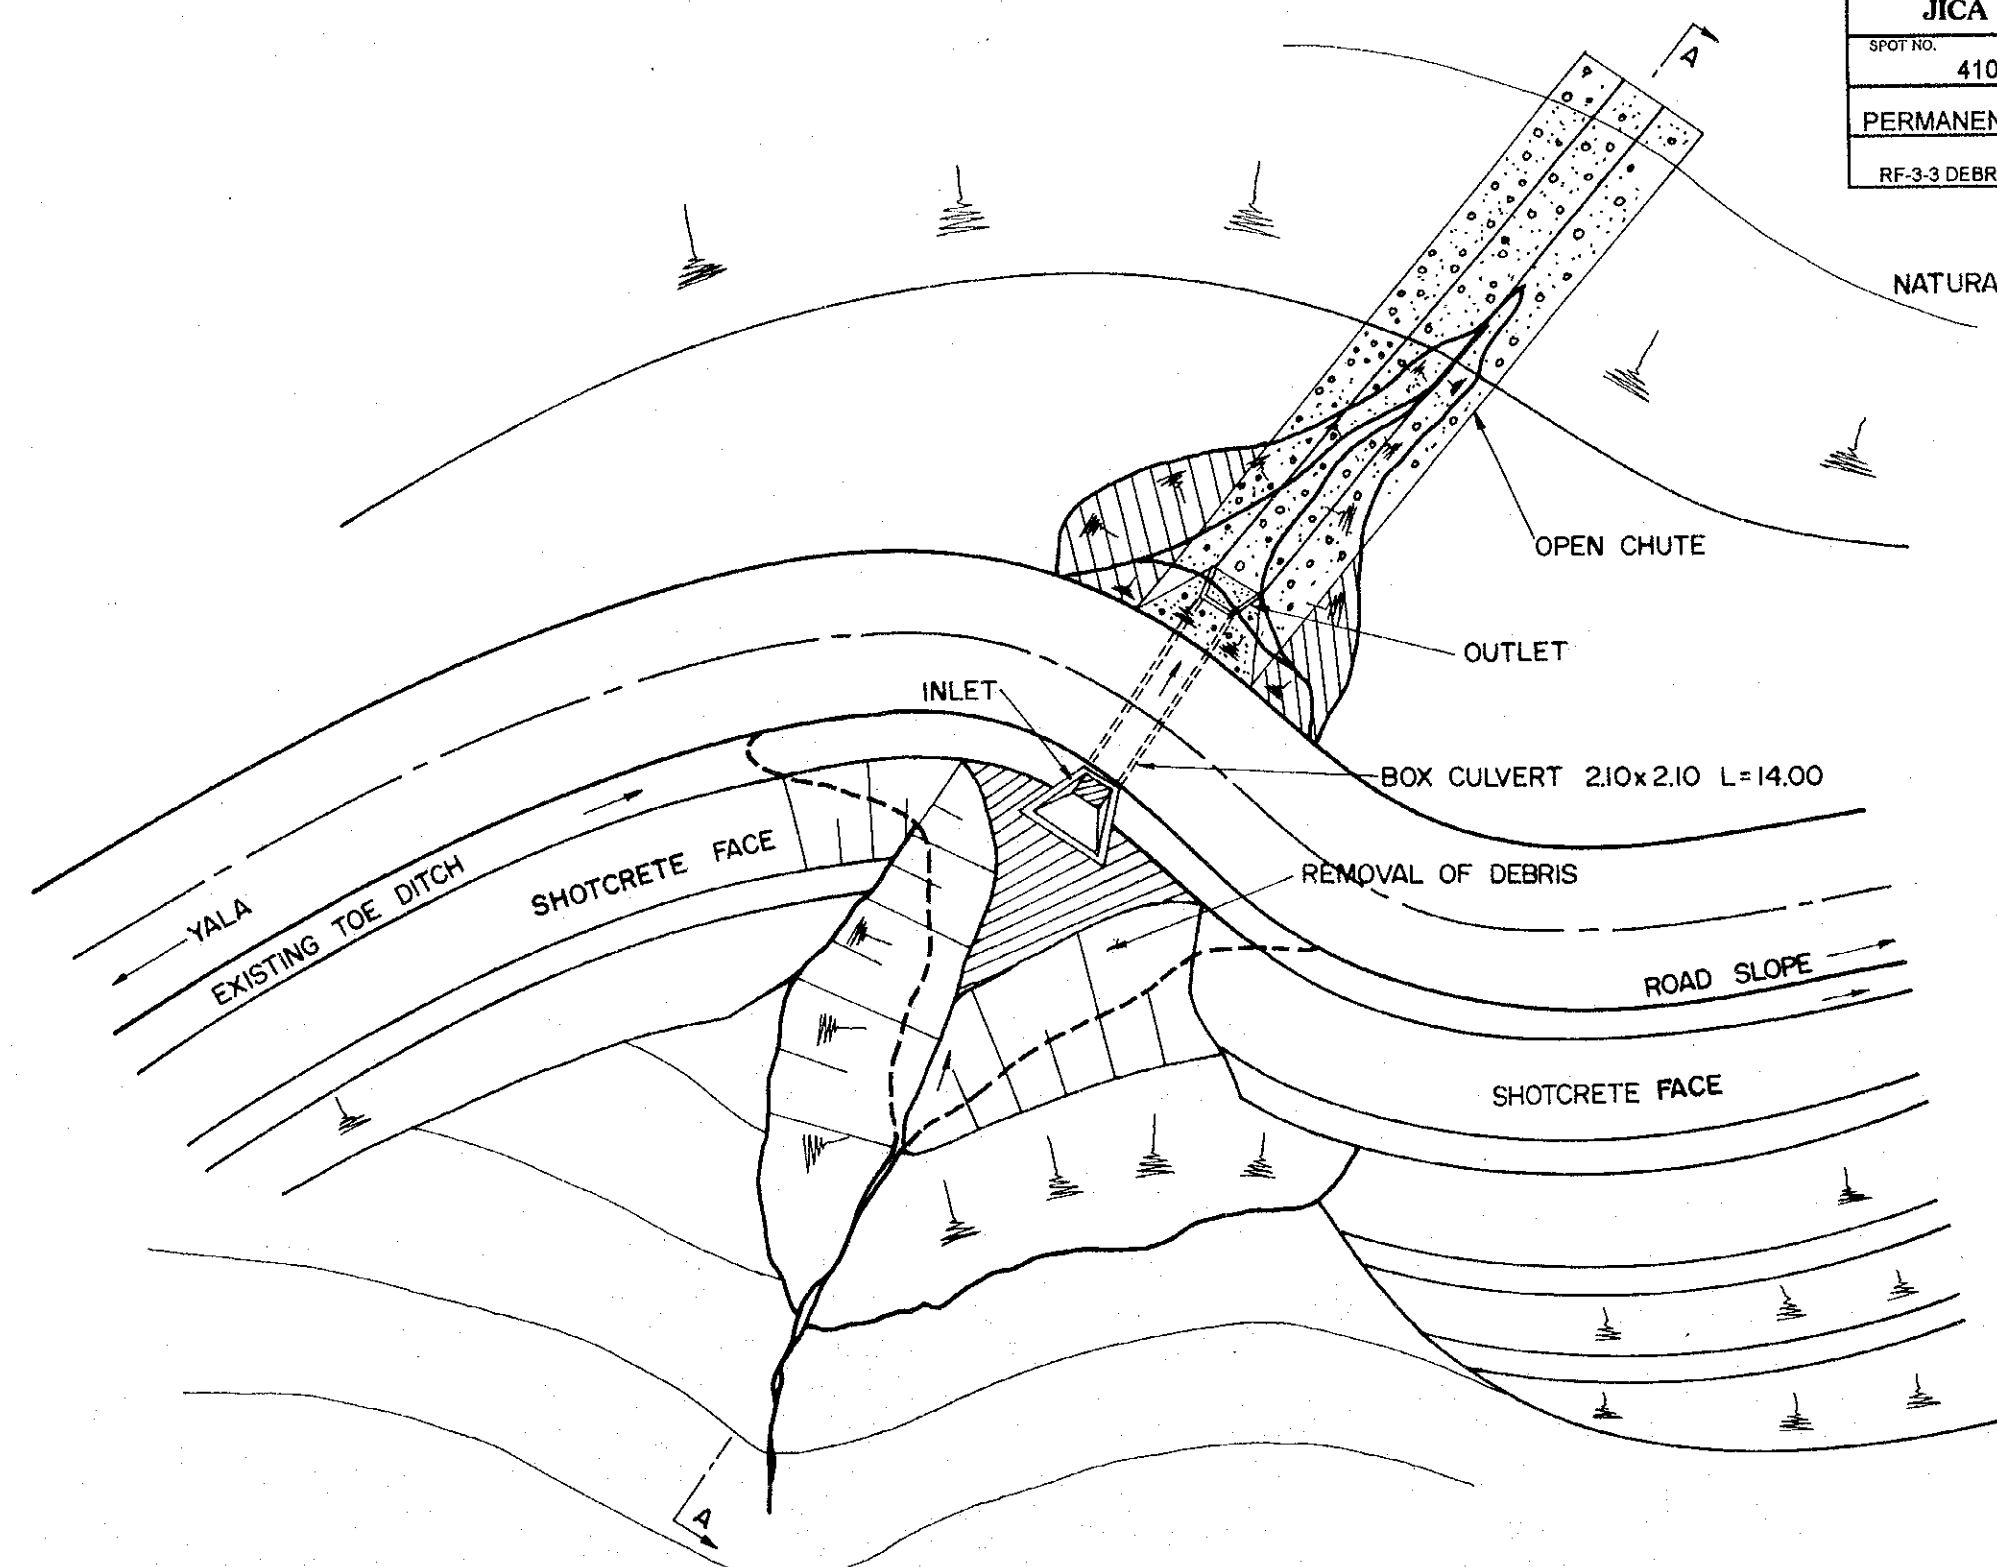 JICA
SPOT NO.
410
PERMANEN
RF-3-3 DEBR
A
NATURA
OPEN CHUTE
OUTLET
INLET
BOX CULVERT 2.10x2.10 L=14.00
REMOVAL OF DEBRIS
SHOTCRETE FACE
YALA
EXISTING TOE DITCH
ROAD SLOPE
SHOTCRETE FACE
A